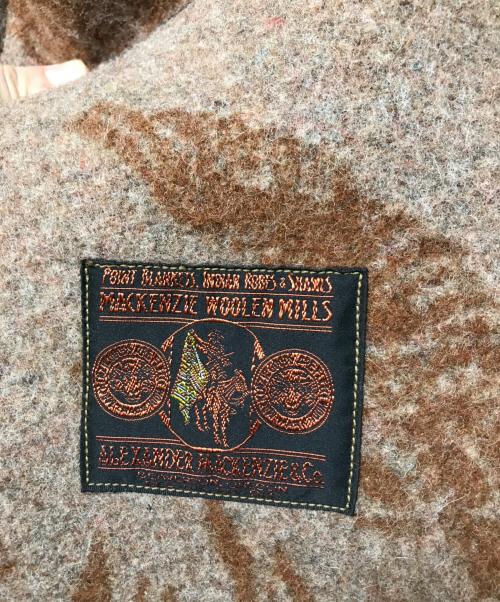 POINT BLANKETS, INDIAN ROBES & SHAWLS
MACKENZIE WOOLEN MILLS
ALEXANDER MACKENZIE & Co.